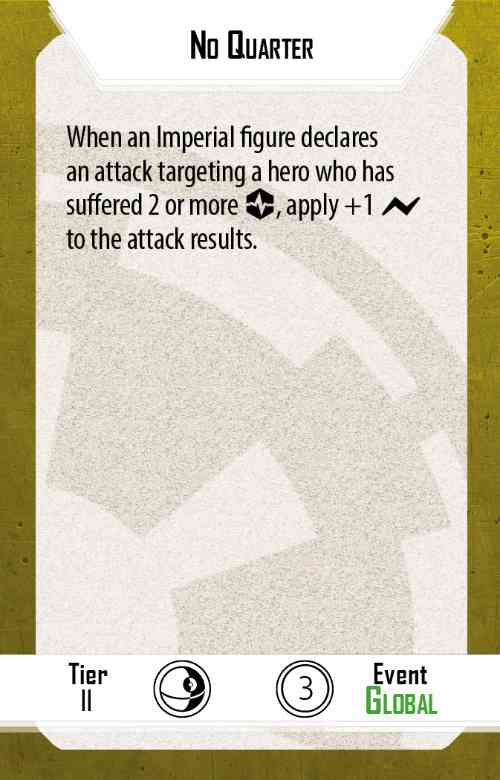 No Quarter
When an Imperial figure declares
an attack targeting a hero who has
suffered 2 or more , apply +1
to the attack results.
Tier
II
3
Event
Global